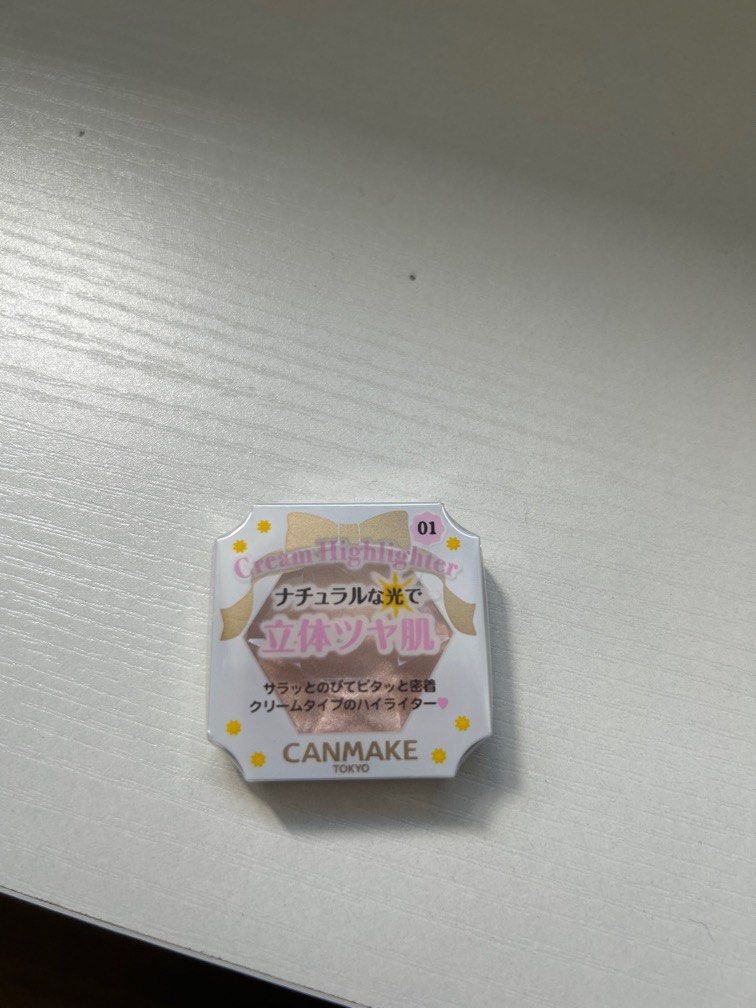 01
Cream Highlighter
ナチュラルな光で
立体ツヤ肌
サラッとのびてピタッと密着
クリームタイプのハイライター♥
CANMAKE
TOKYO